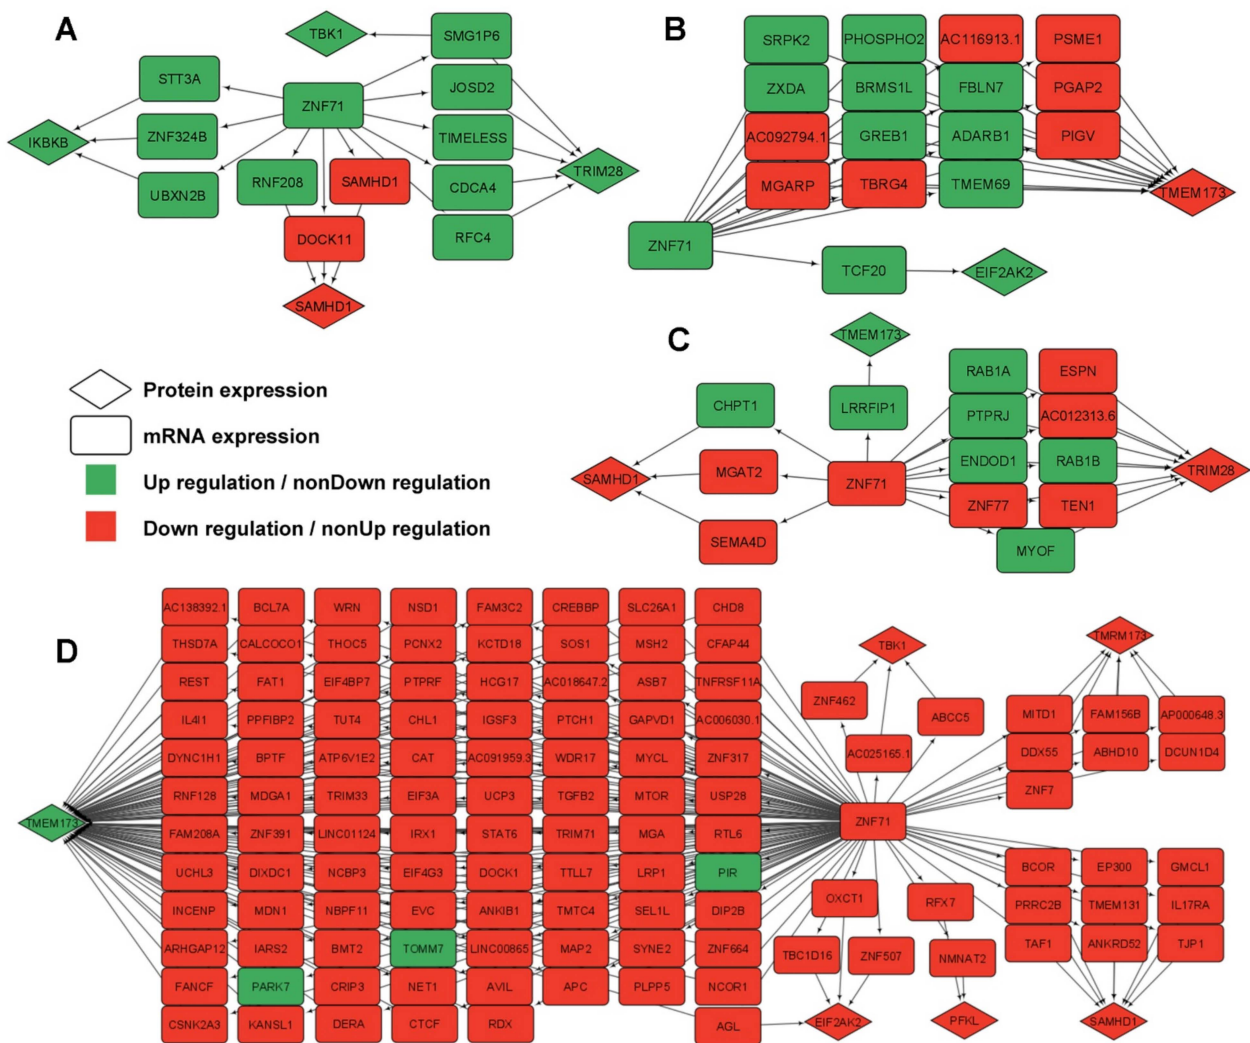 A
TBK1
SMG1P6
STT3A
JOSD2
ZNF71
IKBKB
ZNF324B
TIMELESS
TRIM28
UBXN2B
RNF208
SAMHD1
CDCA4
DOCK11
RFC4
SAMHD1
B
SRPK2
PHOSPHO2
AC116913.1
PSME1
ZXDA
BRMS1L
FBLN7
PGAP2
AC092794.1
GREB1
ADARB1
PIGV
MGARP
TBRG4
TMEM69
TMEM173
ZNF71
TCF20
EIF2AK2
Protein expression
mRNA expression
Up regulation / nonDown regulation
Down regulation / nonUp regulation
C
TMEM173
RAB1A
ESPN
CHPT1
LRRFIP1
PTPRJ
AC012313.6
SAMHD1
MGAT2
ZNF71
ENDOD1
RAB1B
TRIM28
SEMA4D
ZNF77
TEN1
MYOF
D
AC138392.1 BCL7A WRN NSD1 FAM3C2 CREBBP SLC26A1 CHD8
THSD7A CALCOCO1 THOC5 PCNX2 KCTD18 SOS1 MSH2 CFAP44
REST FAT1 EIF4BP7 PTPRF HCG17 AC018647.2 ASB7 TNFRSF11A
IL4I1 PPFIBP2 TUT4 CHL1 IGSF3 PTCH1 GAPVD1 AC006030.1
DYNC1H1 BPTF ATP6V1E2 CAT AC091959.3 WDR17 MYCL ZNF317
RNF128 MDGA1 TRIM33 EIF3A UCP3 TGFB2 MTOR USP28
TMEM173
FAM208A ZNF391 LINC01124 IRX1 STAT6 TRIM71 MGA RTL6
UCHL3 DIXDC1 NCBP3 EIF4G3 DOCK1 TTLL7 LRP1 PIR
INCENP MDN1 NBPF11 EVC ANKIB1 TMTC4 SEL1L DIP2B
ARHGAP12 IARS2 BMT2 TOMM7 LINC00865 MAP2 SYNE2 ZNF664
FANCF PARK7 CRIP3 NET1 AVIL APC PLPP5 NCOR1
CSNK2A3 KANSL1 DERA CTCF RDX AGL
TBK1
TMRM173
ZNF462
ABCC5
MITD1 FAM156B AP000648.3
AC025165.1
DDX55 ABHD10 DCUN1D4
ZNF7
ZNF71
BCOR EP300 GMCL1
OXCT1
RFX7
PRRC2B TMEM131 IL17RA
TBC1D16
ZNF507
NMNAT2
TAF1 ANKRD52 TJP1
EIF2AK2
PFKL
SAMHD1